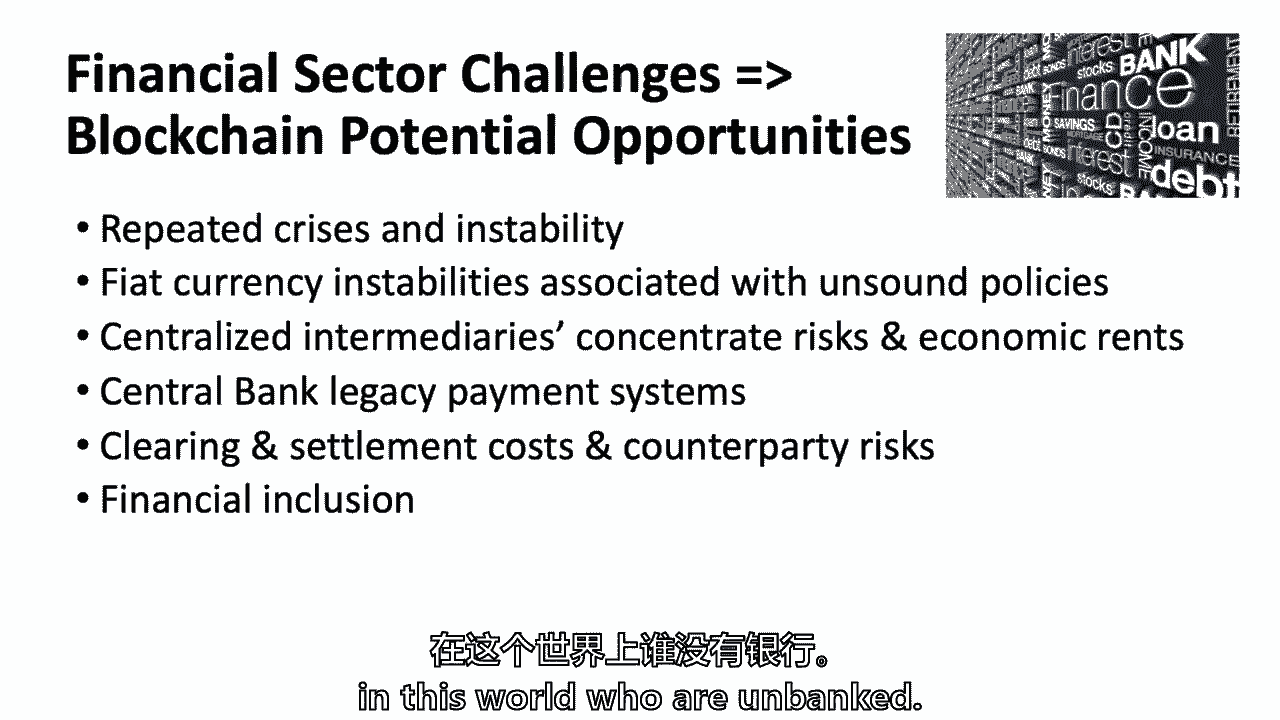 Financial Sector Challenges =>
Blockchain Potential Opportunities
• Repeated crises and instability
• Fiat currency instabilities associated with unsound policies
• Centralized intermediaries’ concentrate risks & economic rents
• Central Bank legacy payment systems
• Clearing & settlement costs & counterparty risks
• Financial inclusion
stocks BANK
Finance
SAVINGS
CD
loan
INSURANCE
debt
RETIREMENT
MONEY
INCOME
interest
stocks
在这个世界上谁没有银行。
in this world who are unbanked.